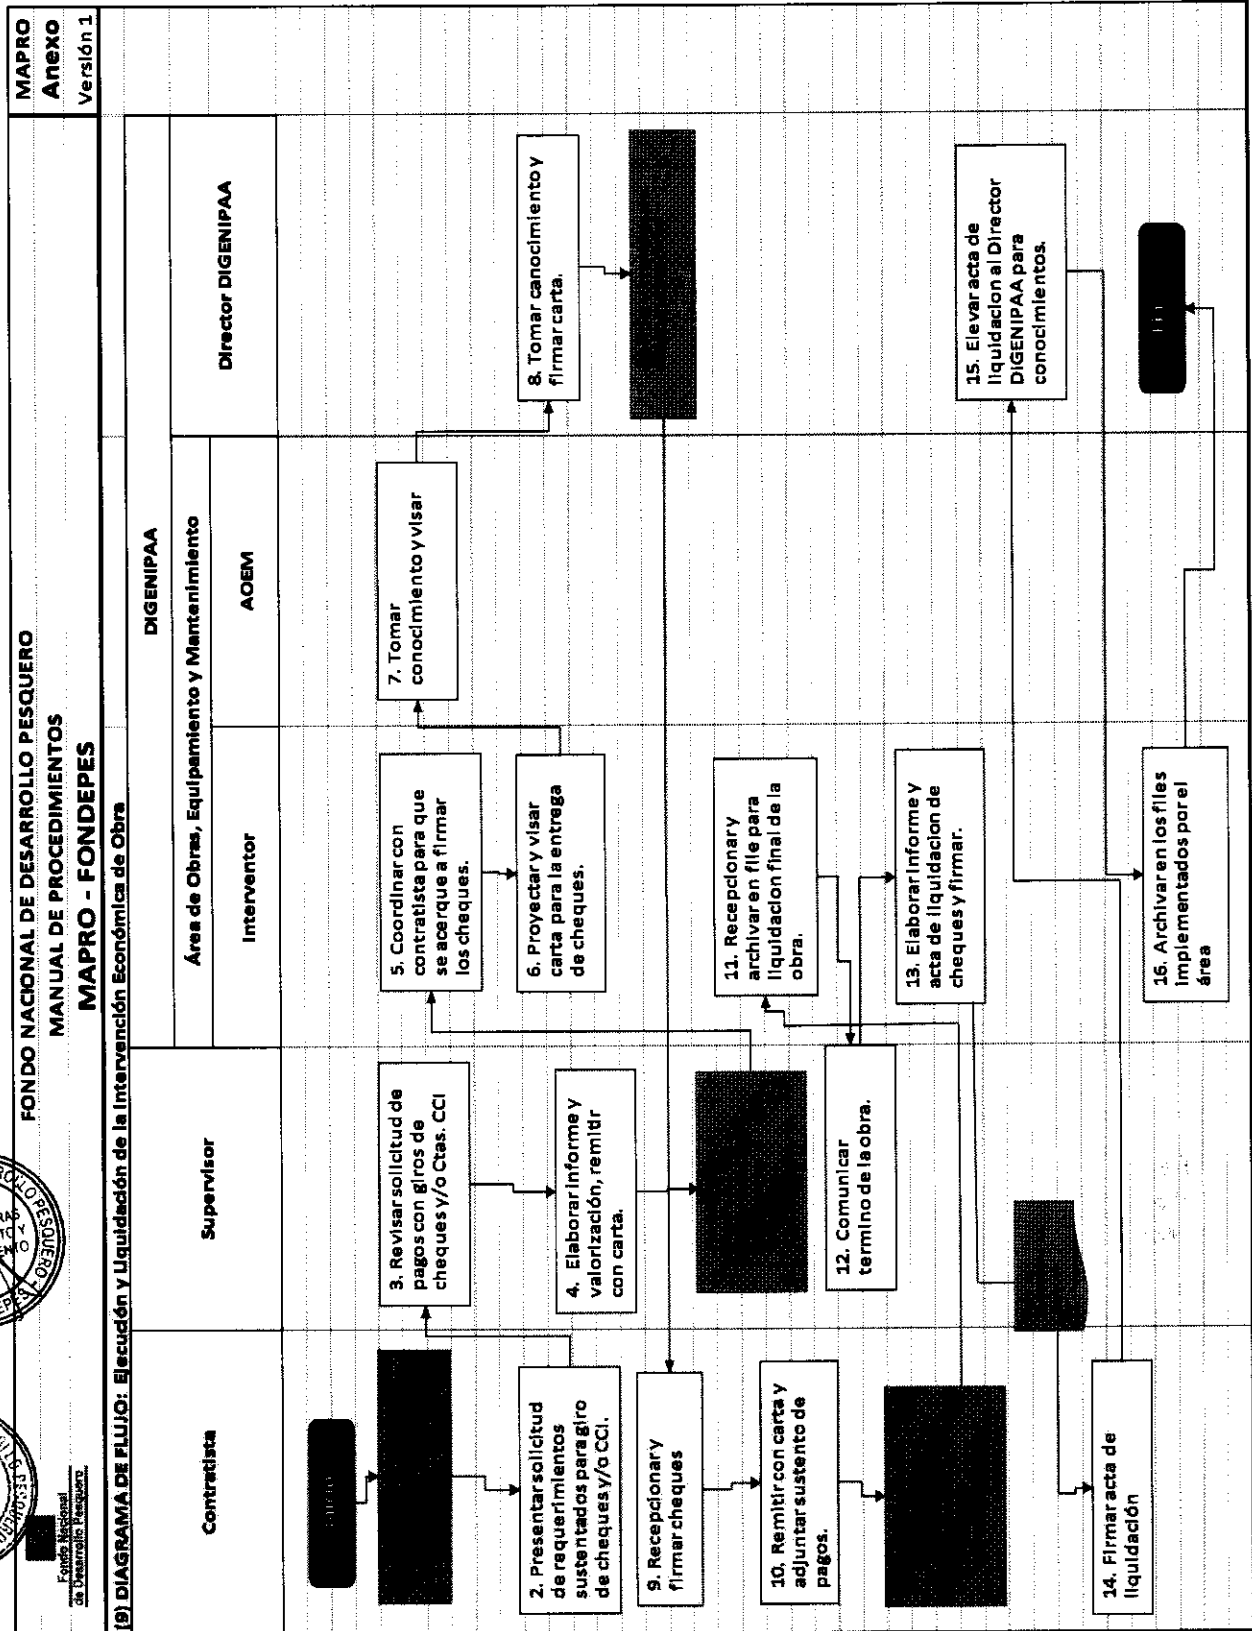 FONDO NACIONAL DE DESARROLLO PESQUERO
MANUAL DE PROCEDIMIENTOS
MAPRO - FONDEPES
MAPRO
Anexo
Versión 1
Fondo Nacional
de Desarrollo Pesquero
(9) DIAGRAMA DE FLUJO: Ejecución y Liquidación de la Intervención Económica de Obra
Contratista
Supervisor
DIGENIPAA
Área de Obras, Equipamiento y Mantenimiento
Interventor
AOEM
Director DIGENIPAA
2. Presentar solicitud
de requerimientos
sustentados para giro
de cheques y/o CCI.
3. Revisar solicitud de
pagos con giros de
cheques y/o Ctas. CCI
4. Elaborar informe y
valorización, remitir
con carta.
5. Coordinar con
contratista para que
se acerque a firmar
los cheques.
6. Proyectar y visar
carta para la entrega
de cheques.
7. Tomar
conocimiento y visar
8. Tomar canocimiento y
firmar carta.
9. Recepcionar y
firmar cheques
10. Remitir con carta y
adjuntar sustento de
pagos.
11. Recepcionar y
archivar en file para
liquidacion final de la
obra.
12. Comunicar
termino de la obra.
13. Elaborar informe y
acta de liquidacion de
cheques y firmar.
14. Firmar acta de
liquidación
15. Elevar acta de
liquidacion al Director
DIGENIPAA para
conocimientos.
16. Archivar en los files
implementados por el
área